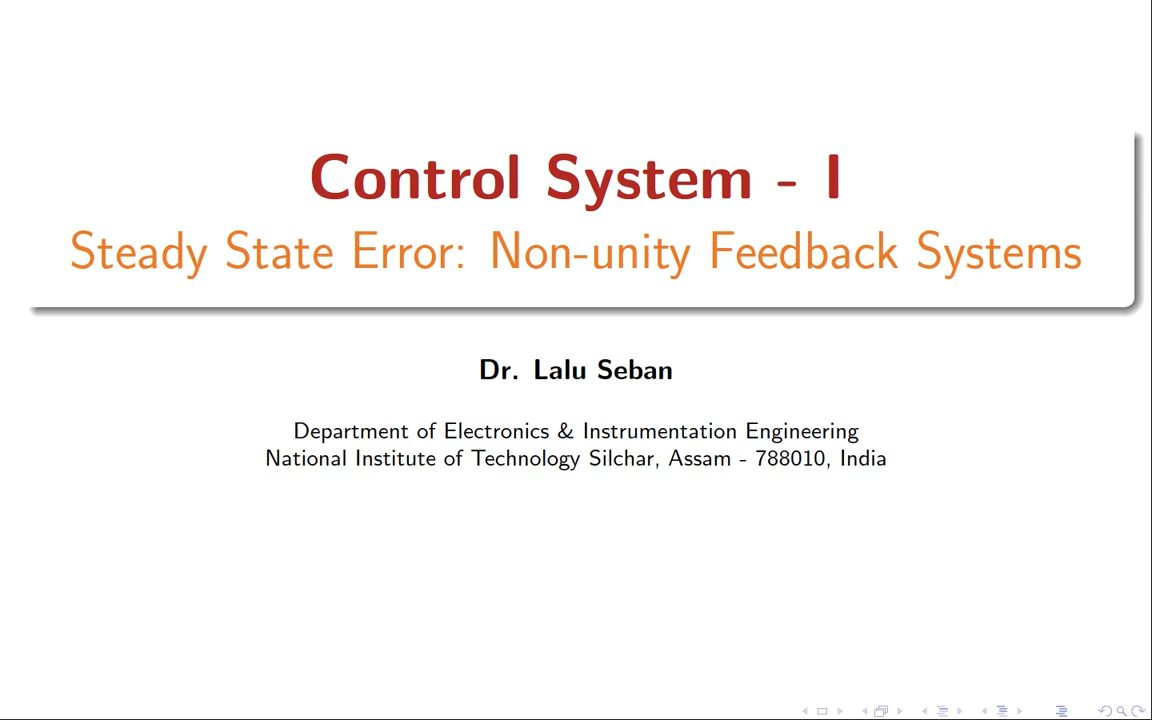 Control System - I
Steady State Error: Non-unity Feedback Systems
Dr. Lalu Seban
Department of Electronics & Instrumentation Engineering
National Institute of Technology Silchar, Assam - 788010, India